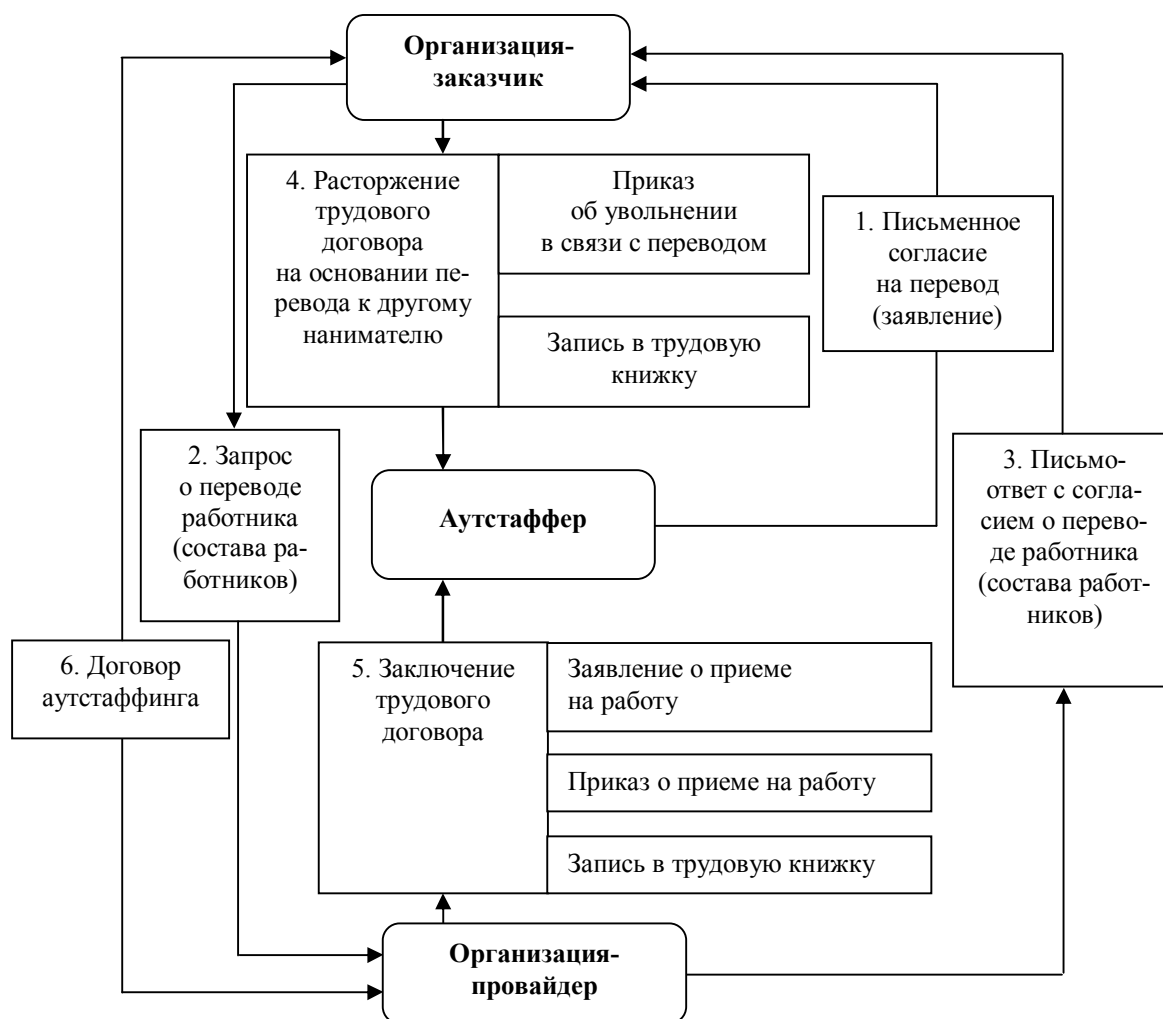 Организация-
заказчик
4. Расторжение
трудового
договора
на основании пе-
ревода к другому
нанимателю
Приказ
об увольнении
в связи с переводом
Запись в трудовую
книжку
1. Письменное
согласие
на перевод
(заявление)
2. Запрос
о переводе
работника
(состава ра-
ботников)
Аутстаффер
3. Письмо-
ответ с согла-
сием о перево-
де работника
(состава работ-
ников)
6. Договор
аутстаффинга
5. Заключение
трудового
договора
Заявление о приеме
на работу
Приказ о приеме на работу
Запись в трудовую книжку
Организация-
провайдер